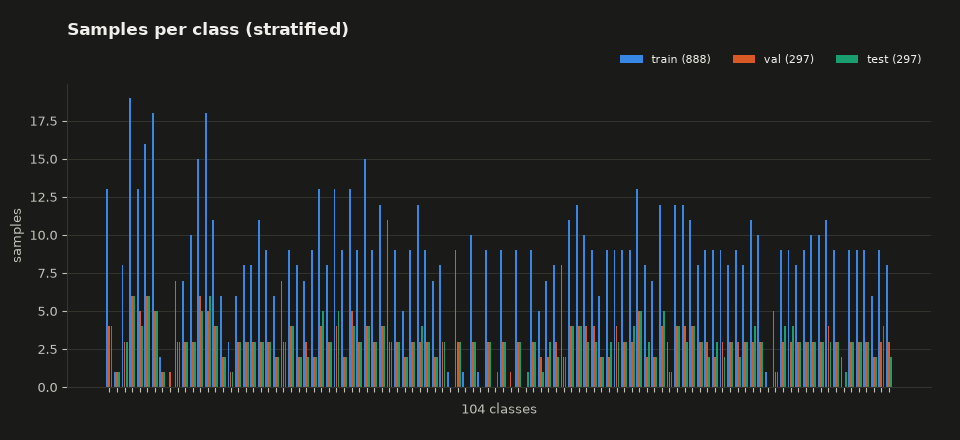 Samples per class (stratified)
train (888)
val (297)
test (297)
17.5
15.0
12.5
10.0
7.5
5.0
2.5
0.0
samples
104 classes